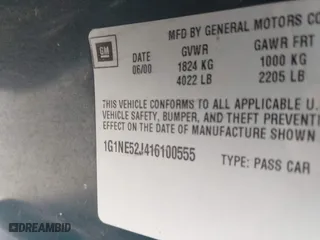 MFD BY GENERAL MOTORS CO
GM
DATE GVWR GAWR FRT
06/00 1824 KG 1000 KG
4022 LB 2205 LB
THIS VEHICLE CONFORMS TO ALL APPLICABLE U.
VEHICLE SAFETY, BUMPER, AND THEFT PREVENTI
EFFECT ON THE DATE OF MANUFACTURE SHOWN
1G1NE52J416100555
TYPE: PASS CAR
DREAMBID